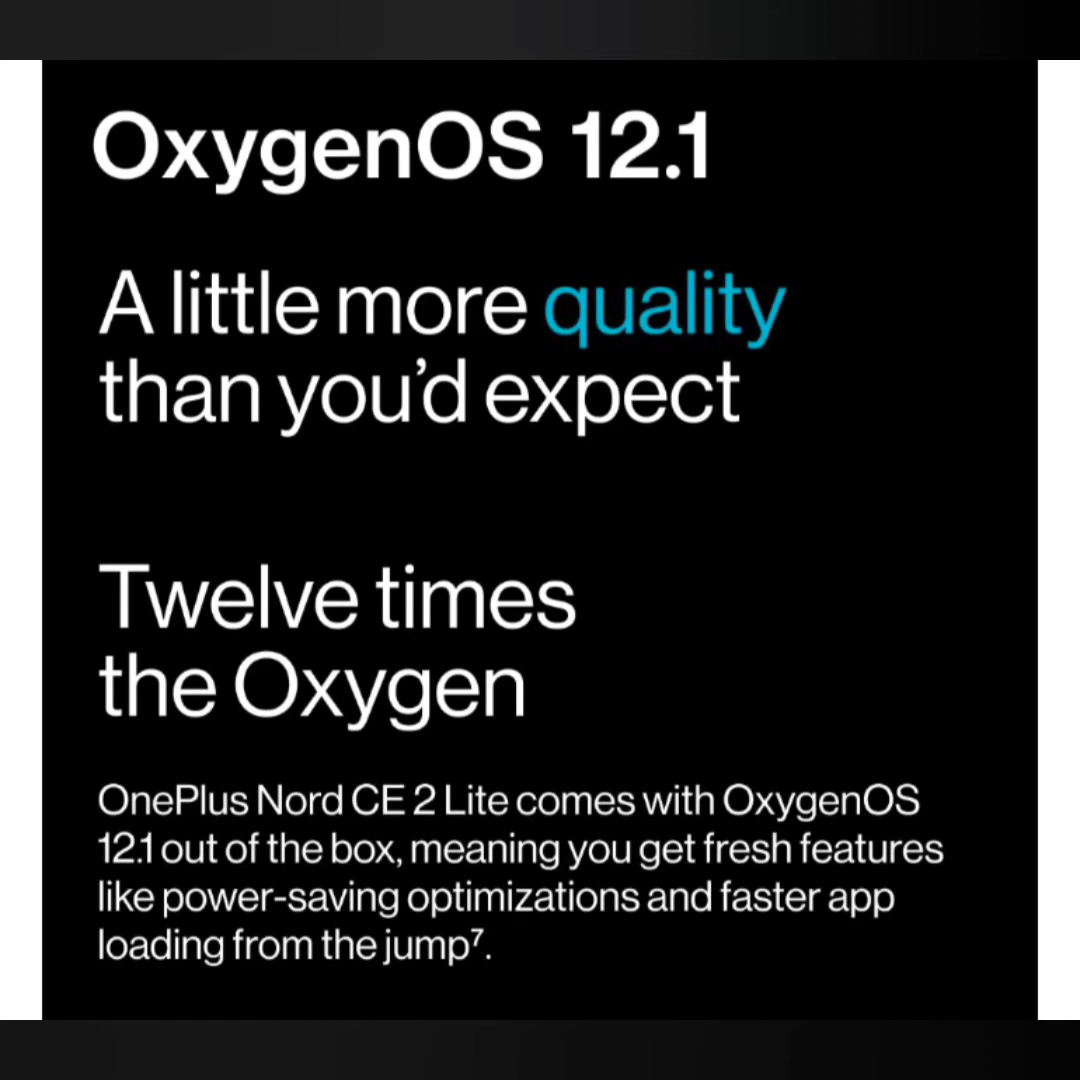 OxygenOS 12.1
A little more quality
than you’d expect
Twelve times
the Oxygen
OnePlus Nord CE 2 Lite comes with OxygenOS
12.1 out of the box, meaning you get fresh features
like power-saving optimizations and faster app
loading from the jump⁷.